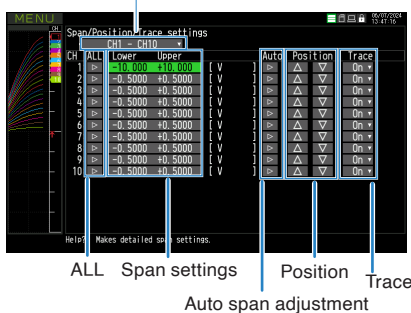 MENU
06/07/2024
13:41:16
CH
Span/Position/Trace settings
CH1 - CH10
CH ALL Lower Upper Auto Position Trace
1 -10.000 +10.000 [ V ] On
2 -0.5000 +0.5000 [ V ] On
3 -0.5000 +0.5000 [ V ] On
4 -0.5000 +0.5000 [ V ] On
5 -0.5000 +0.5000 [ V ] On
6 -0.5000 +0.5000 [ V ] On
7 -0.5000 +0.5000 [ V ] On
8 -0.5000 +0.5000 [ V ] On
9 -0.5000 +0.5000 [ V ] On
10 -0.5000 +0.5000 [ V ] On
Help? Makes detailed span settings.
ALL Span settings Position Trace
Auto span adjustment